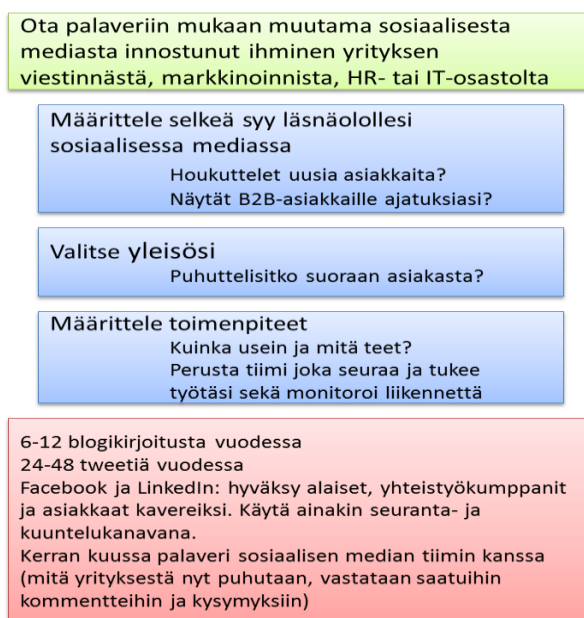 Ota palaveriin mukaan muutama sosiaalisesta
mediasta innostunut ihminen yrityksen
viestinnästä, markkinoinnista, HR- tai IT-osastolta
Määrittele selkeä syy läsnäolollesi
sosiaalisessa mediassa
Houkuttelet uusia asiakkaita?
Näytät B2B-asiakkaille ajatuksiasi?
Valitse yleisösi
Puhuttelisitko suoraan asiakasta?
Määrittele toimenpiteet
Kuinka usein ja mitä teet?
Perusta tiimi joka seuraa ja tukee
työtäsi sekä monitoroi liikennettä
6-12 blogikirjoitusta vuodessa
24-48 tweetiä vuodessa
Facebook ja LinkedIn: hyväksy alaiset, yhteistyökumppanit
ja asiakkaat kavereiksi. Käytä ainakin seuranta- ja
kuuntelukanavana.
Kerran kuussa palaveri sosiaalisen median tiimin kanssa
(mitä yrityksestä nyt puhutaan, vastataan saatuihin
kommentteihin ja kysymyksiin)